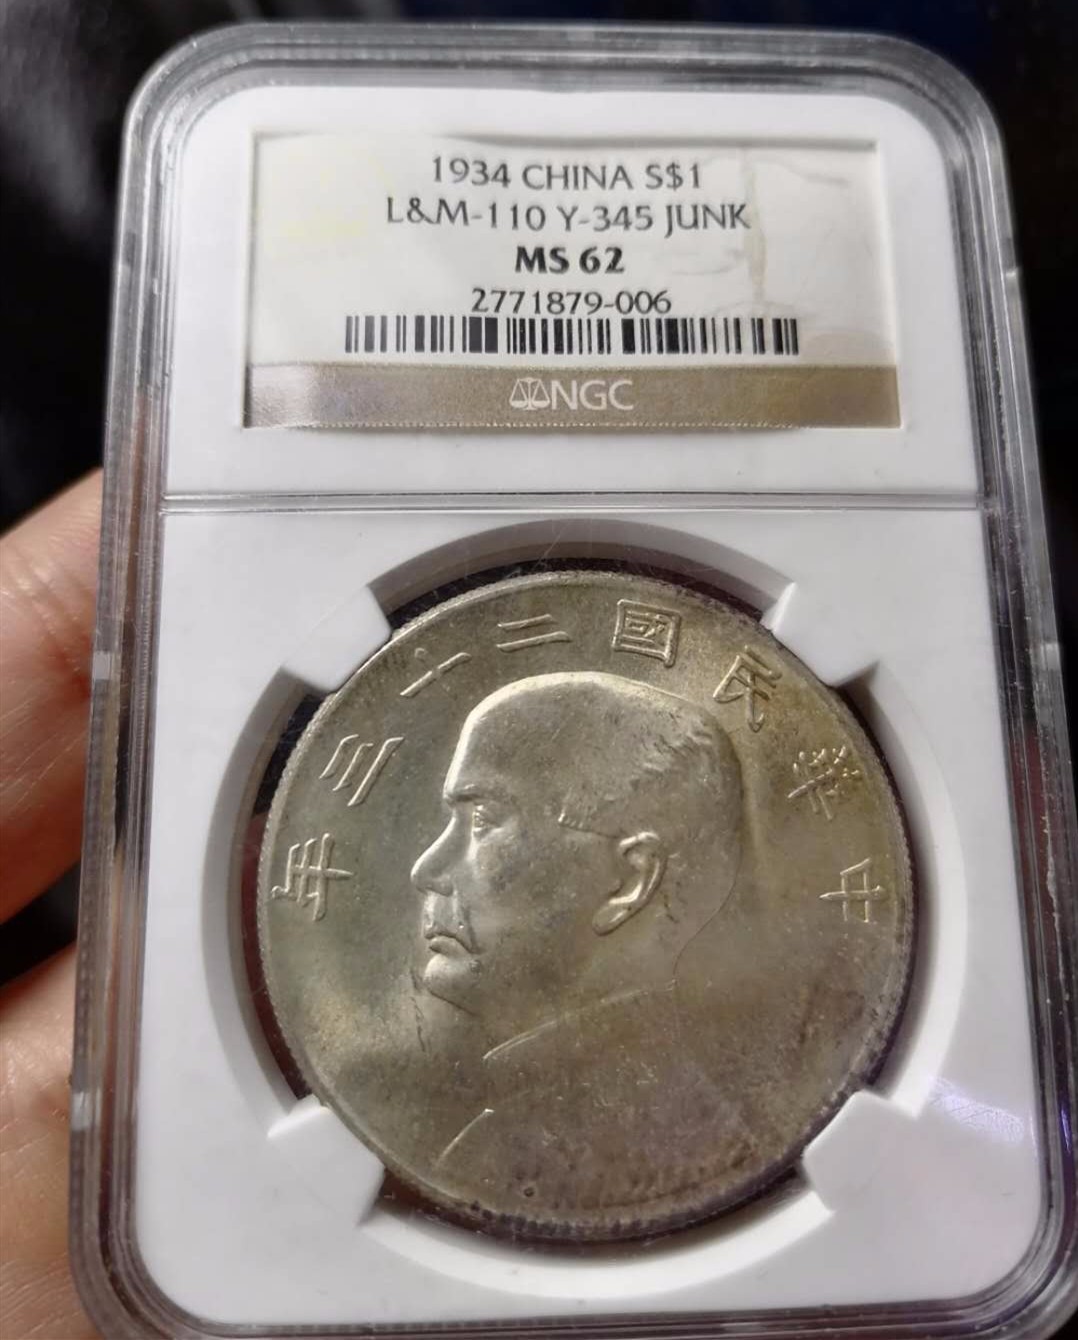 1934 CHINA S$1
L&M-110 Y-345 JUNK
MS 62
2771879-006
NGC
年三十二國民華中